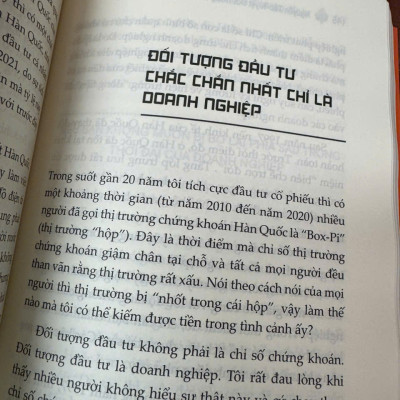 ĐỐI TƯỢNG ĐẦU TƯ
CHẮC CHẮN NHẤT CHỈ LÀ
DOANH NGHIỆP
Trong suốt gần 20 năm tôi tích cực đầu tư cổ phiếu thì có
một khoảng thời gian (từ năm 2010 đến năm 2020) nhiều
người đã gọi thị trường chứng khoán Hàn Quốc là “Box-Pi”
(thị trường “hộp”). Đây là thời điểm mà chỉ số thị trường
chứng khoán giậm chân tại chỗ và tất cả mọi người đều
than vãn rằng thị trường rất xấu. Nói theo cách nói của mọi
người thì thị trường bị “nhốt trong cái hộp”, vậy làm thế
nào mà tôi có thể kiếm được tiền trong tình cảnh ấy?
Đối tượng đầu tư không phải là chỉ số chứng khoán.
Đối tượng đầu tư là doanh nghiệp. Tôi rất đau lòng khi
thấy nhiều người không hiểu sự thật này và
chỉ số